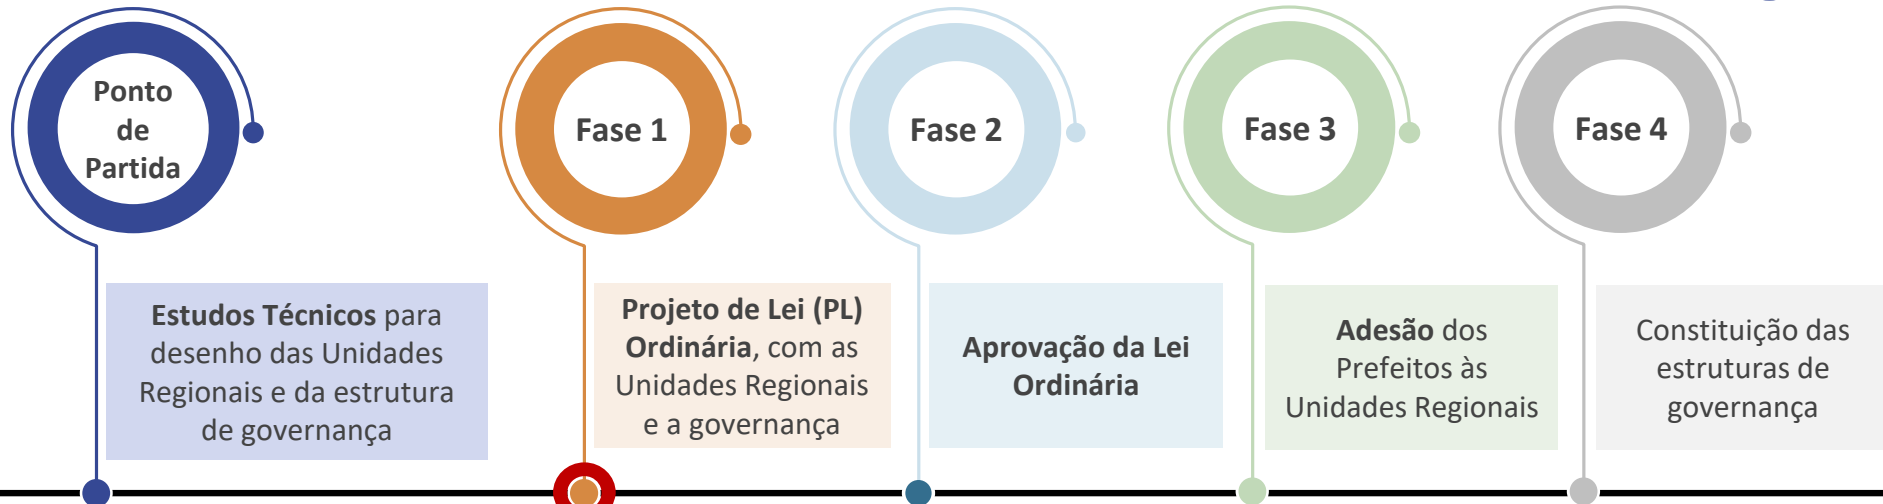 Ponto
de
Partida
Estudos Técnicos para
desenho das Unidades
Regionais e da estrutura
de governança
Fase 1
Projeto de Lei (PL)
Ordinária, com as
Unidades Regionais
e a governança
Fase 2
Aprovação da Lei
Ordinária
Fase 3
Adesão dos
Prefeitos às
Unidades Regionais
Fase 4
Constituição das
estruturas de
governança